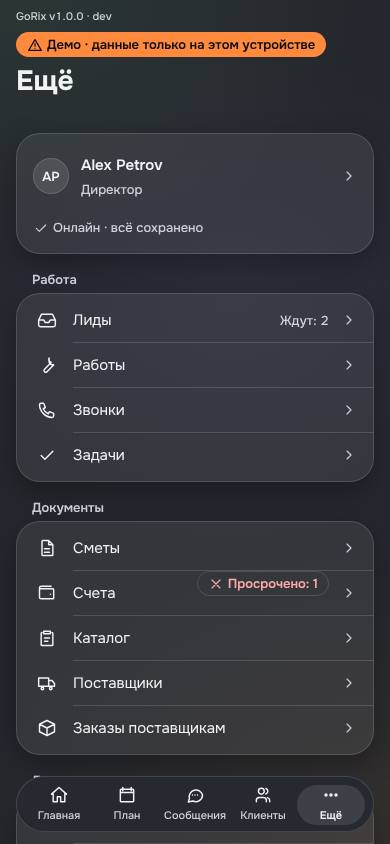 GoRix v1.0.0 · dev
Демо · данные только на этом устройстве
Ещё
AP
Alex Petrov
Директор
Онлайн · всё сохранено
Работа
Лиды
Ждут: 2
Работы
Звонки
Задачи
Документы
Сметы
Счета
Просрочено: 1
Каталог
Поставщики
Заказы поставщикам
Главная
План
Сообщения
Клиенты
Ещё